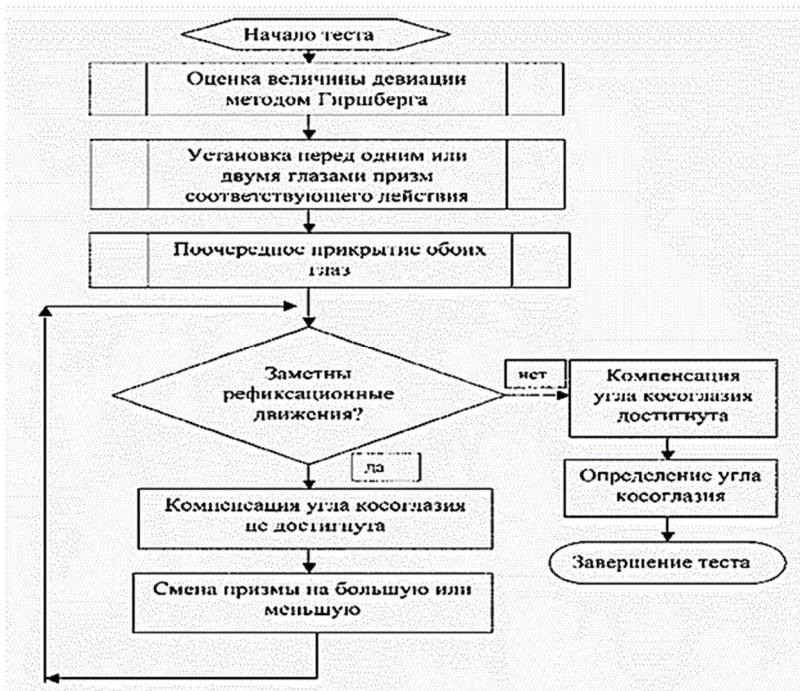 Начало теста
Оценка величины девиации
методом Гиршберга
Установка перед одним или
двумя глазами призм
соответствующего действия
Поочередное прикрытие обоих
глаз
Заметны
рефиксационные
движения?
нет
Компенсация
угла косоглазия
достигнута
да
Определение угла
косоглазия
Компенсация угла косоглазия
не достигнута
Завершение теста
Смена призмы на большую или
меньшую